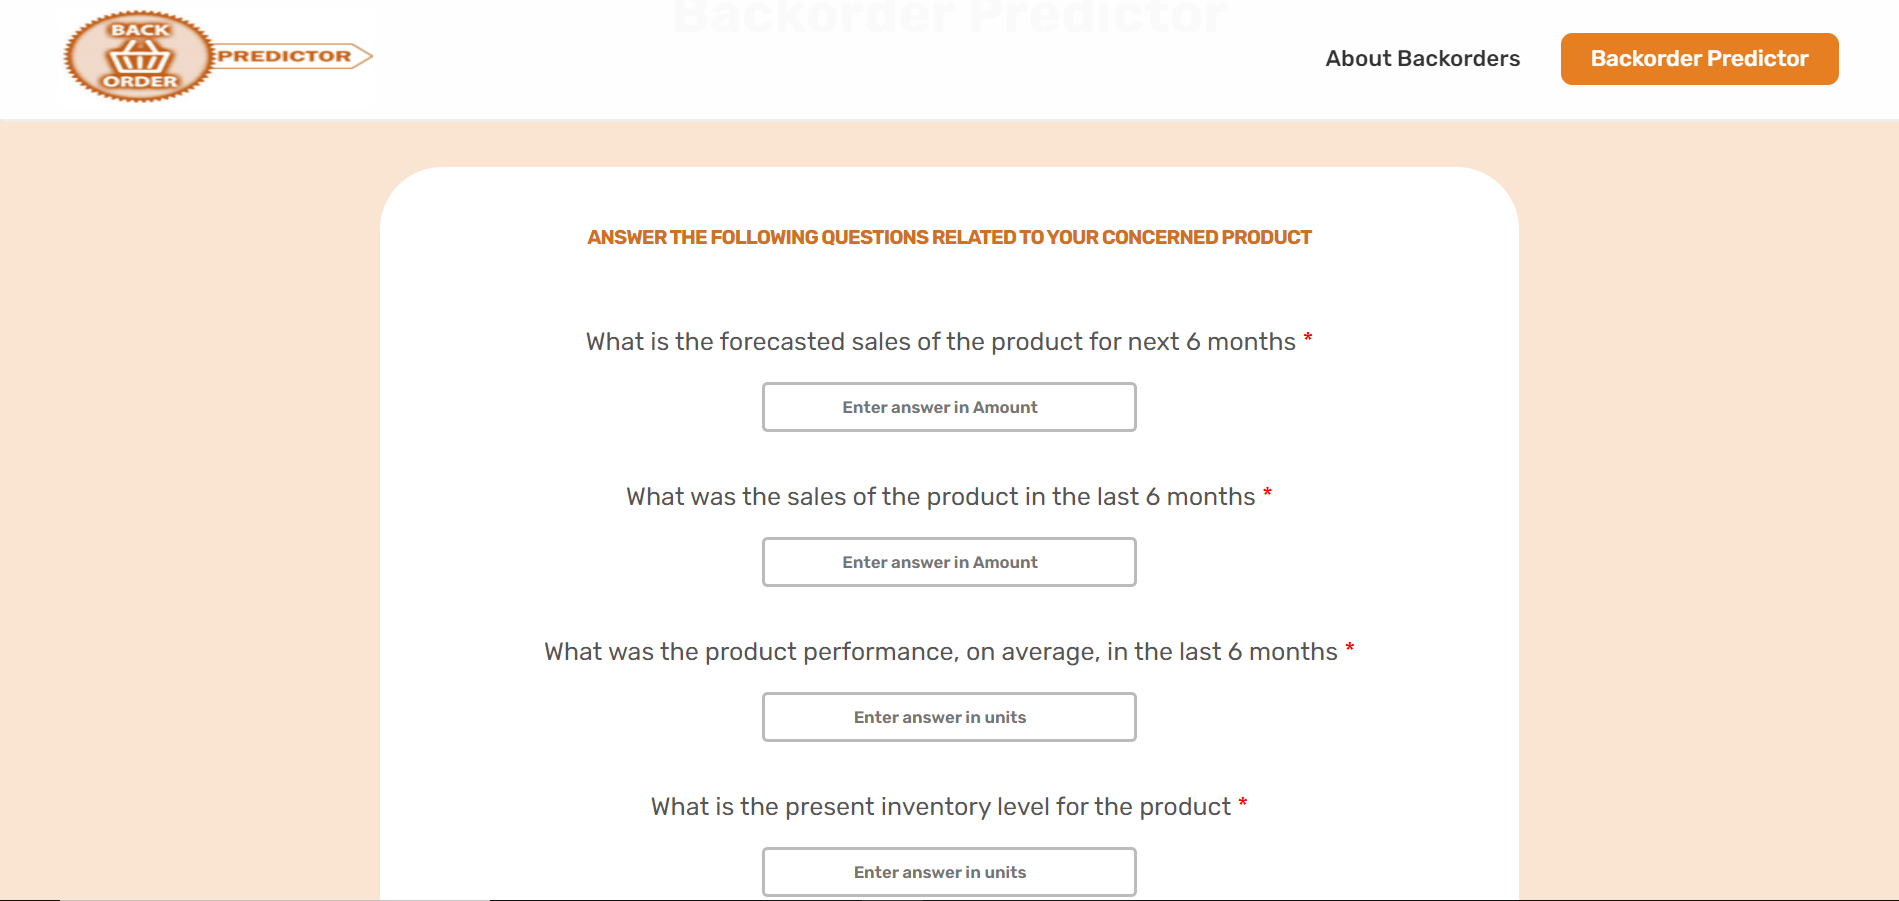 Backorder Predictor
BACK
ORDER
PREDICTOR
About Backorders
Backorder Predictor
ANSWER THE FOLLOWING QUESTIONS RELATED TO YOUR CONCERNED PRODUCT
What is the forecasted sales of the product for next 6 months *
Enter answer in Amount
What was the sales of the product in the last 6 months *
Enter answer in Amount
What was the product performance, on average, in the last 6 months *
Enter answer in units
What is the present inventory level for the product *
Enter answer in units